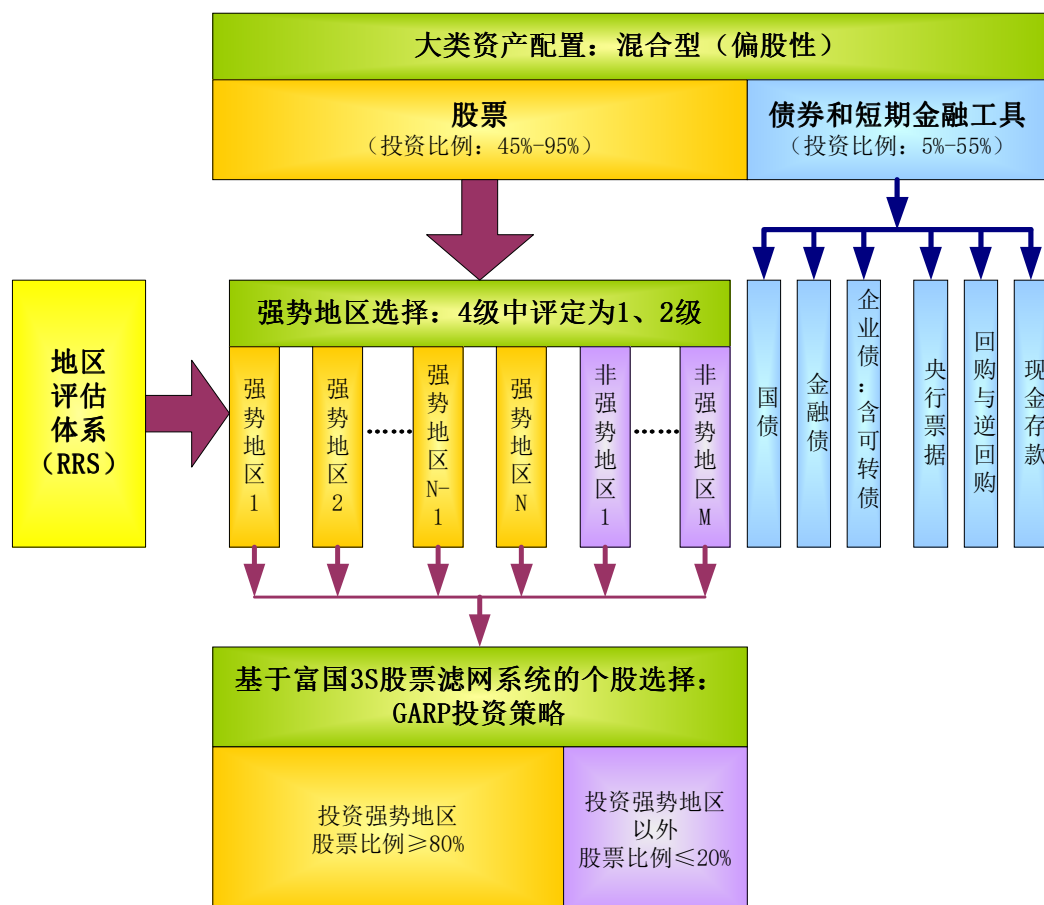 大类资产配置：混合型（偏股性）
股票
（投资比例：45%-95%）
债券和短期金融工具
（投资比例：5%-55%）
地区
评估
体系
（RRS）
强势地区选择：4级中评定为1、2级
强势地区1
强势地区2
……
强势地区N-1
强势地区N
非强势地区1
……
非强势地区M
国债
金融债
企业债：含可转债
央行票据
回购与逆回购
现金存款
基于富国3S股票滤网系统的个股选择：
GARP投资策略
投资强势地区
股票比例≥80%
投资强势地区
以外
股票比例≤20%